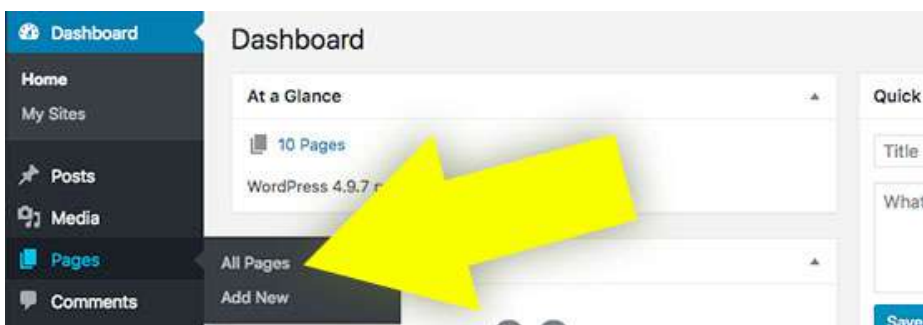 Dashboard
Home
My Sites
Posts
Media
Pages
Comments
All Pages
Add New
Dashboard
At a Glance
10 Pages
WordPress 4.9.7
Quick
Title
What
Save